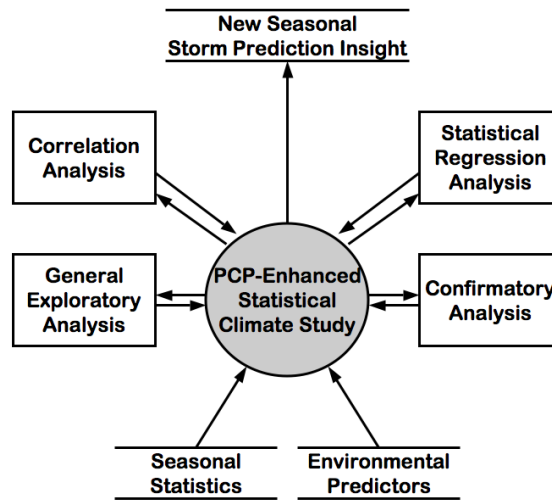 New Seasonal
Storm Prediction Insight
Correlation
Analysis
Statistical
Regression
Analysis
General
Exploratory
Analysis
PCP-Enhanced
Statistical
Climate Study
Confirmatory
Analysis
Seasonal
Statistics
Environmental
Predictors